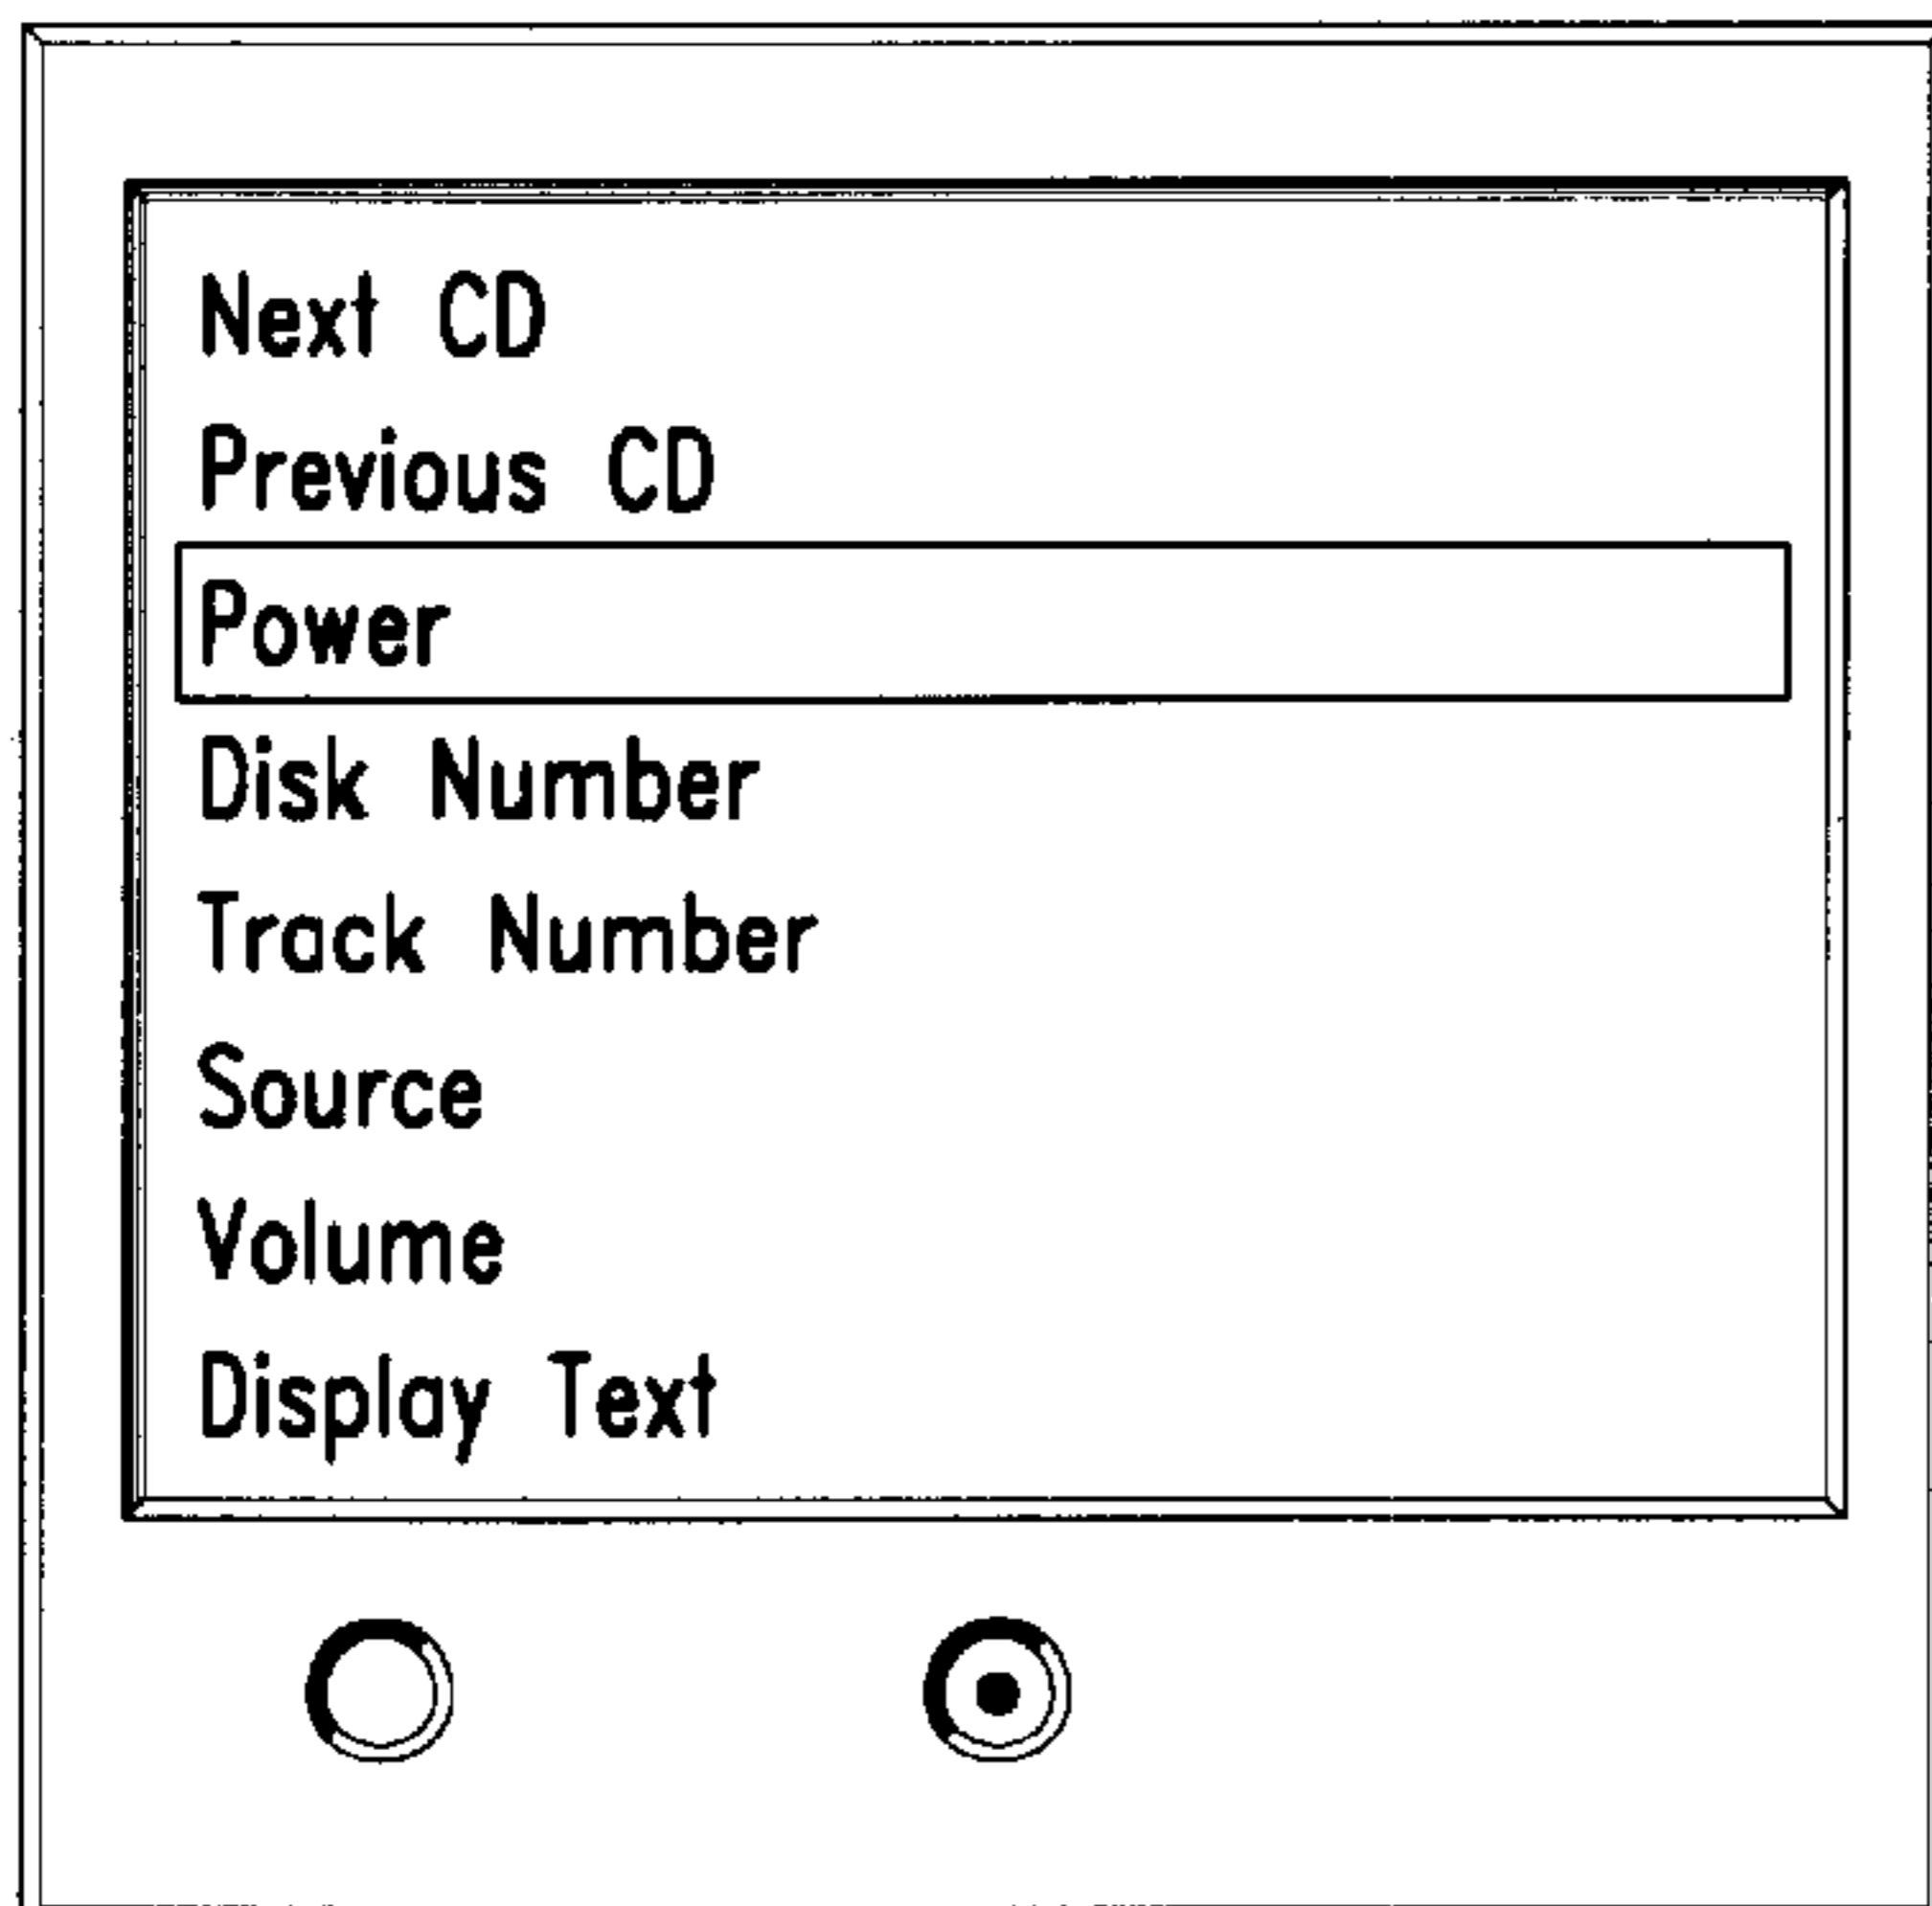 Next CD
Previous CD
Power
Disk Number
Track Number
Source
Volume
Display Text